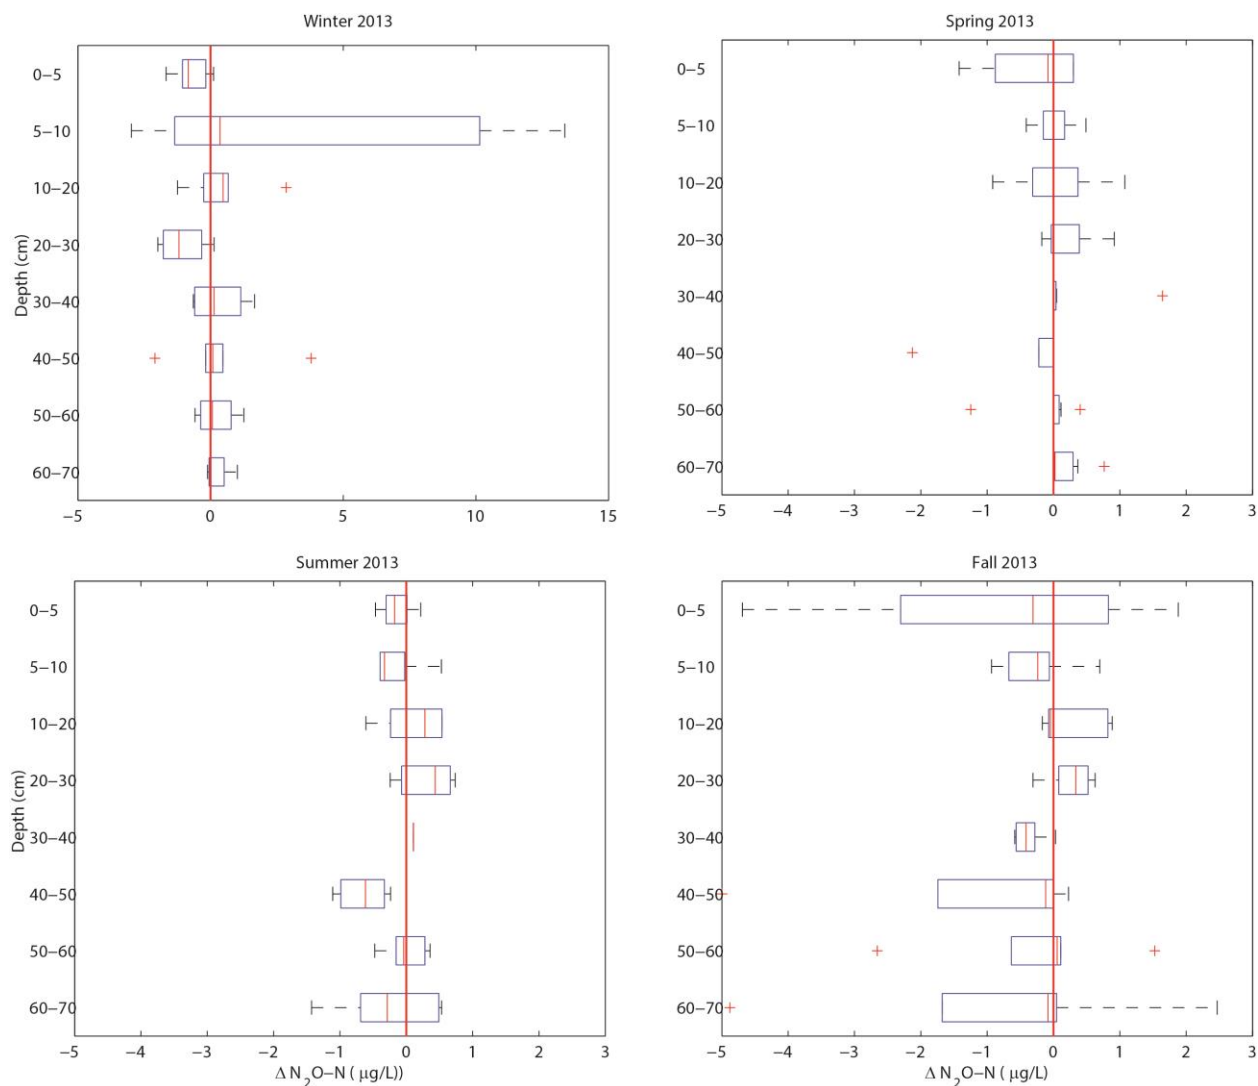 Winter 2013
0–5
5–10
10–20
20–30
30–40
40–50
50–60
60–70
Depth (cm)
−5 0 5 10 15
Spring 2013
0–5
5–10
10–20
20–30
30–40
40–50
50–60
60–70
−5 −4 −3 −2 −1 0 1 2 3
Summer 2013
0–5
5–10
10–20
20–30
30–40
40–50
50–60
60–70
Depth (cm)
−5 −4 −3 −2 −1 0 1 2 3
Δ N₂O–N ( μg/L))
Fall 2013
0–5
5–10
10–20
20–30
30–40
40–50
50–60
60–70
−5 −4 −3 −2 −1 0 1 2 3
Δ N₂O–N ( μg/L)